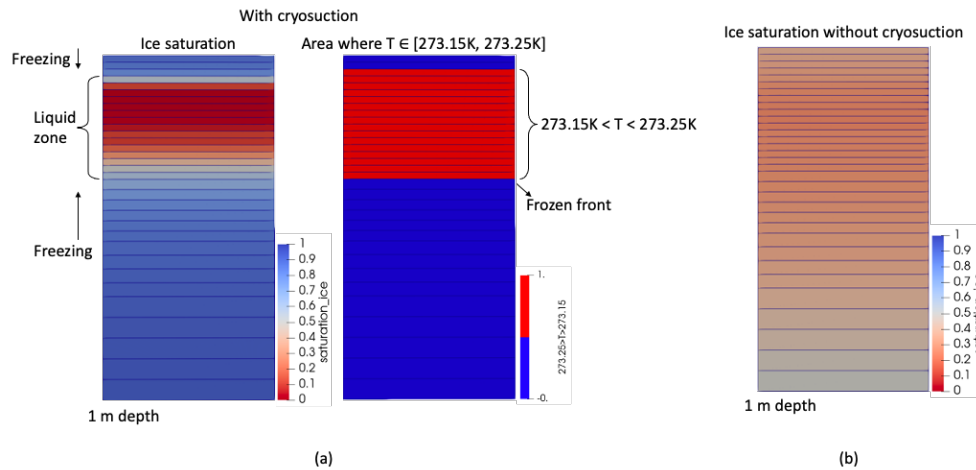 With cryosuction
Ice saturation
Area where T ∈ [273.15K, 273.25K]
Ice saturation without cryosuction
Freezing
Liquid
zone
Freezing
273.15K < T < 273.25K
Frozen front
1
0.9
0.8
0.7
0.6
0.5
0.4
0.3
0.2
0.1
0
saturation_ice
1.
-0.
273.25>T>273.15
1
0.9
0.8
0.7
0.6
0.5
0.4
0.3
0.2
0.1
0
1 m depth
1 m depth
(a)
(b)